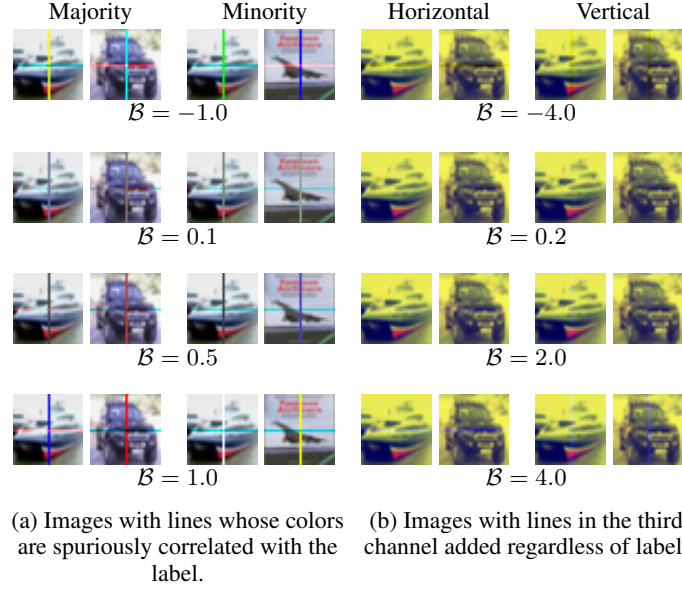 Majority Minority Horizontal Vertical
B = −1.0 B = −4.0
B = 0.1 B = 0.2
B = 0.5 B = 2.0
B = 1.0 B = 4.0
(a) Images with lines whose colors
are spuriously correlated with the
label.
(b) Images with lines in the third
channel added regardless of label